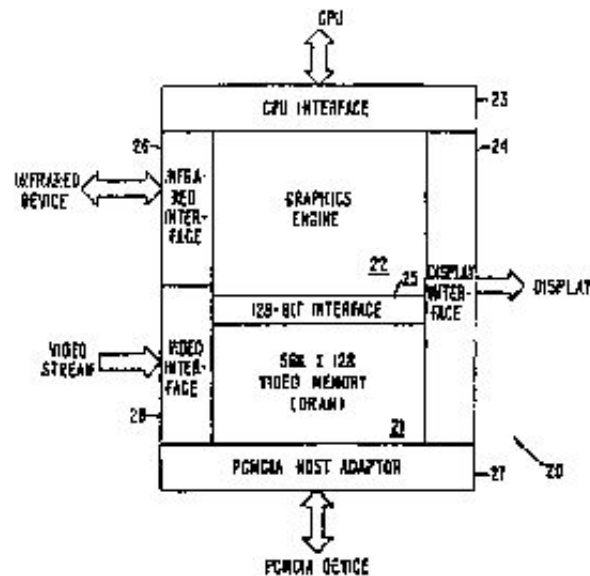 CPU
CPU INTERFACE
23
26
24
INFRARED
DEVICE
INFRA-
RED
INTER-
FACE
GRAPHICS
ENGINE
22
25
DISPLAY
INTER-
FACE
DISPLAY
128-BIT INTERFACE
VIDEO
STREAM
VIDEO
INTER-
FACE
X 128
VIDEO MEMORY
(DRAM)
28
21
PCMCIA HOST ADAPTOR
27
20
PCMCIA DEVICE